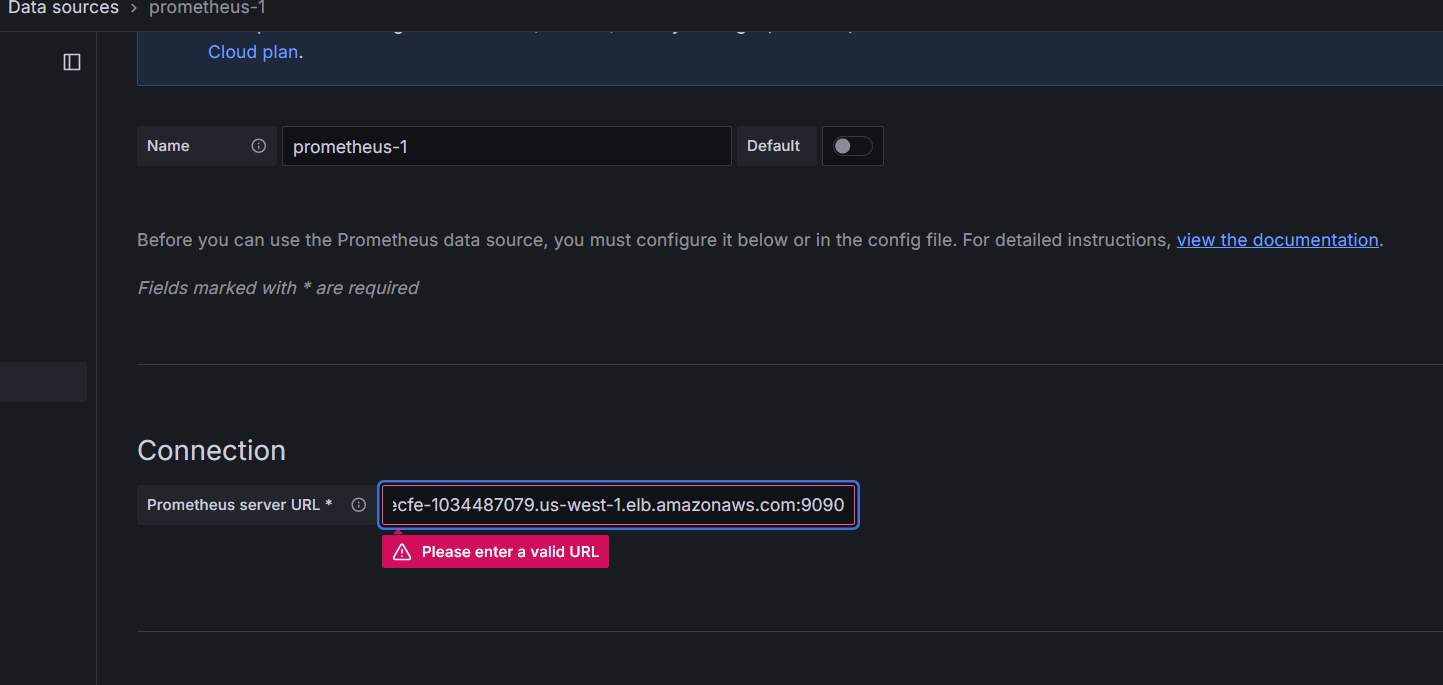 Data sources › prometheus-1
Cloud plan.
Name prometheus-1 Default
Before you can use the Prometheus data source, you must configure it below or in the config file. For detailed instructions, view the documentation.
Fields marked with * are required
Connection
Prometheus server URL * ecfe-1034487079.us-west-1.elb.amazonaws.com:9090
Please enter a valid URL